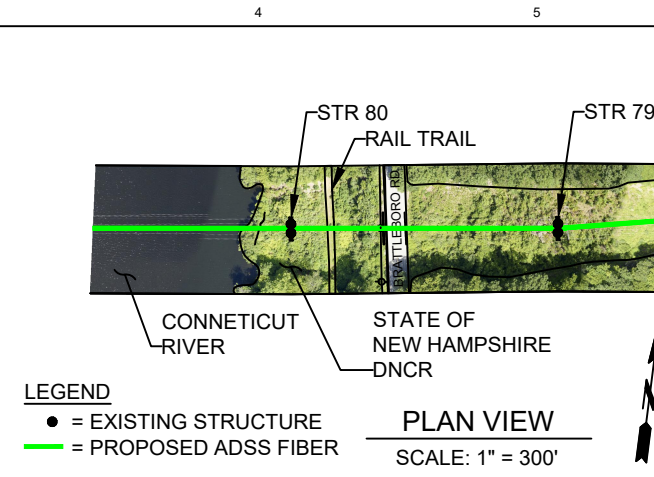 4
5
STR 80
STR 79
RAIL TRAIL
BRATTLEBORO RD
CONNETICUT
RIVER
STATE OF
NEW HAMPSHIRE
DNCR
LEGEND
= EXISTING STRUCTURE
= PROPOSED ADSS FIBER
PLAN VIEW
SCALE: 1" = 300'
N